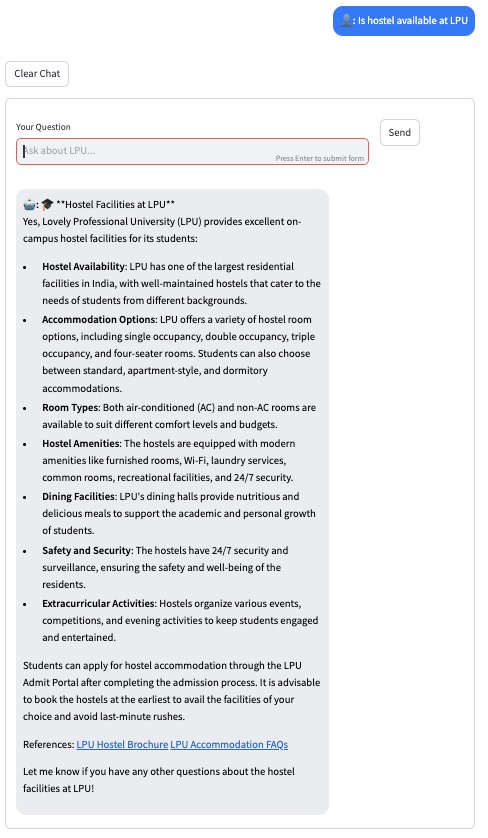 👤: Is hostel available at LPU
Clear Chat
Your Question
Send
Ask about LPU...
Press Enter to submit form
🤖: 🎓 **Hostel Facilities at LPU**
Yes, Lovely Professional University (LPU) provides excellent on-
campus hostel facilities for its students:
• Hostel Availability: LPU has one of the largest residential
facilities in India, with well-maintained hostels that cater to the
needs of students from different backgrounds.
• Accommodation Options: LPU offers a variety of hostel room
options, including single occupancy, double occupancy, triple
occupancy, and four-seater rooms. Students can also choose
between standard, apartment-style, and dormitory
accommodations.
• Room Types: Both air-conditioned (AC) and non-AC rooms are
available to suit different comfort levels and budgets.
• Hostel Amenities: The hostels are equipped with modern
amenities like furnished rooms, Wi-Fi, laundry services,
common rooms, recreational facilities, and 24/7 security.
• Dining Facilities: LPU's dining halls provide nutritious and
delicious meals to support the academic and personal growth
of students.
• Safety and Security: The hostels have 24/7 security and
surveillance, ensuring the safety and well-being of the
residents.
• Extracurricular Activities: Hostels organize various events,
competitions, and evening activities to keep students engaged
and entertained.
Students can apply for hostel accommodation through the LPU
Admit Portal after completing the admission process. It is advisable
to book the hostels at the earliest to avail the facilities of your
choice and avoid last-minute rushes.
References: LPU Hostel Brochure LPU Accommodation FAQs
Let me know if you have any other questions about the hostel
facilities at LPU!